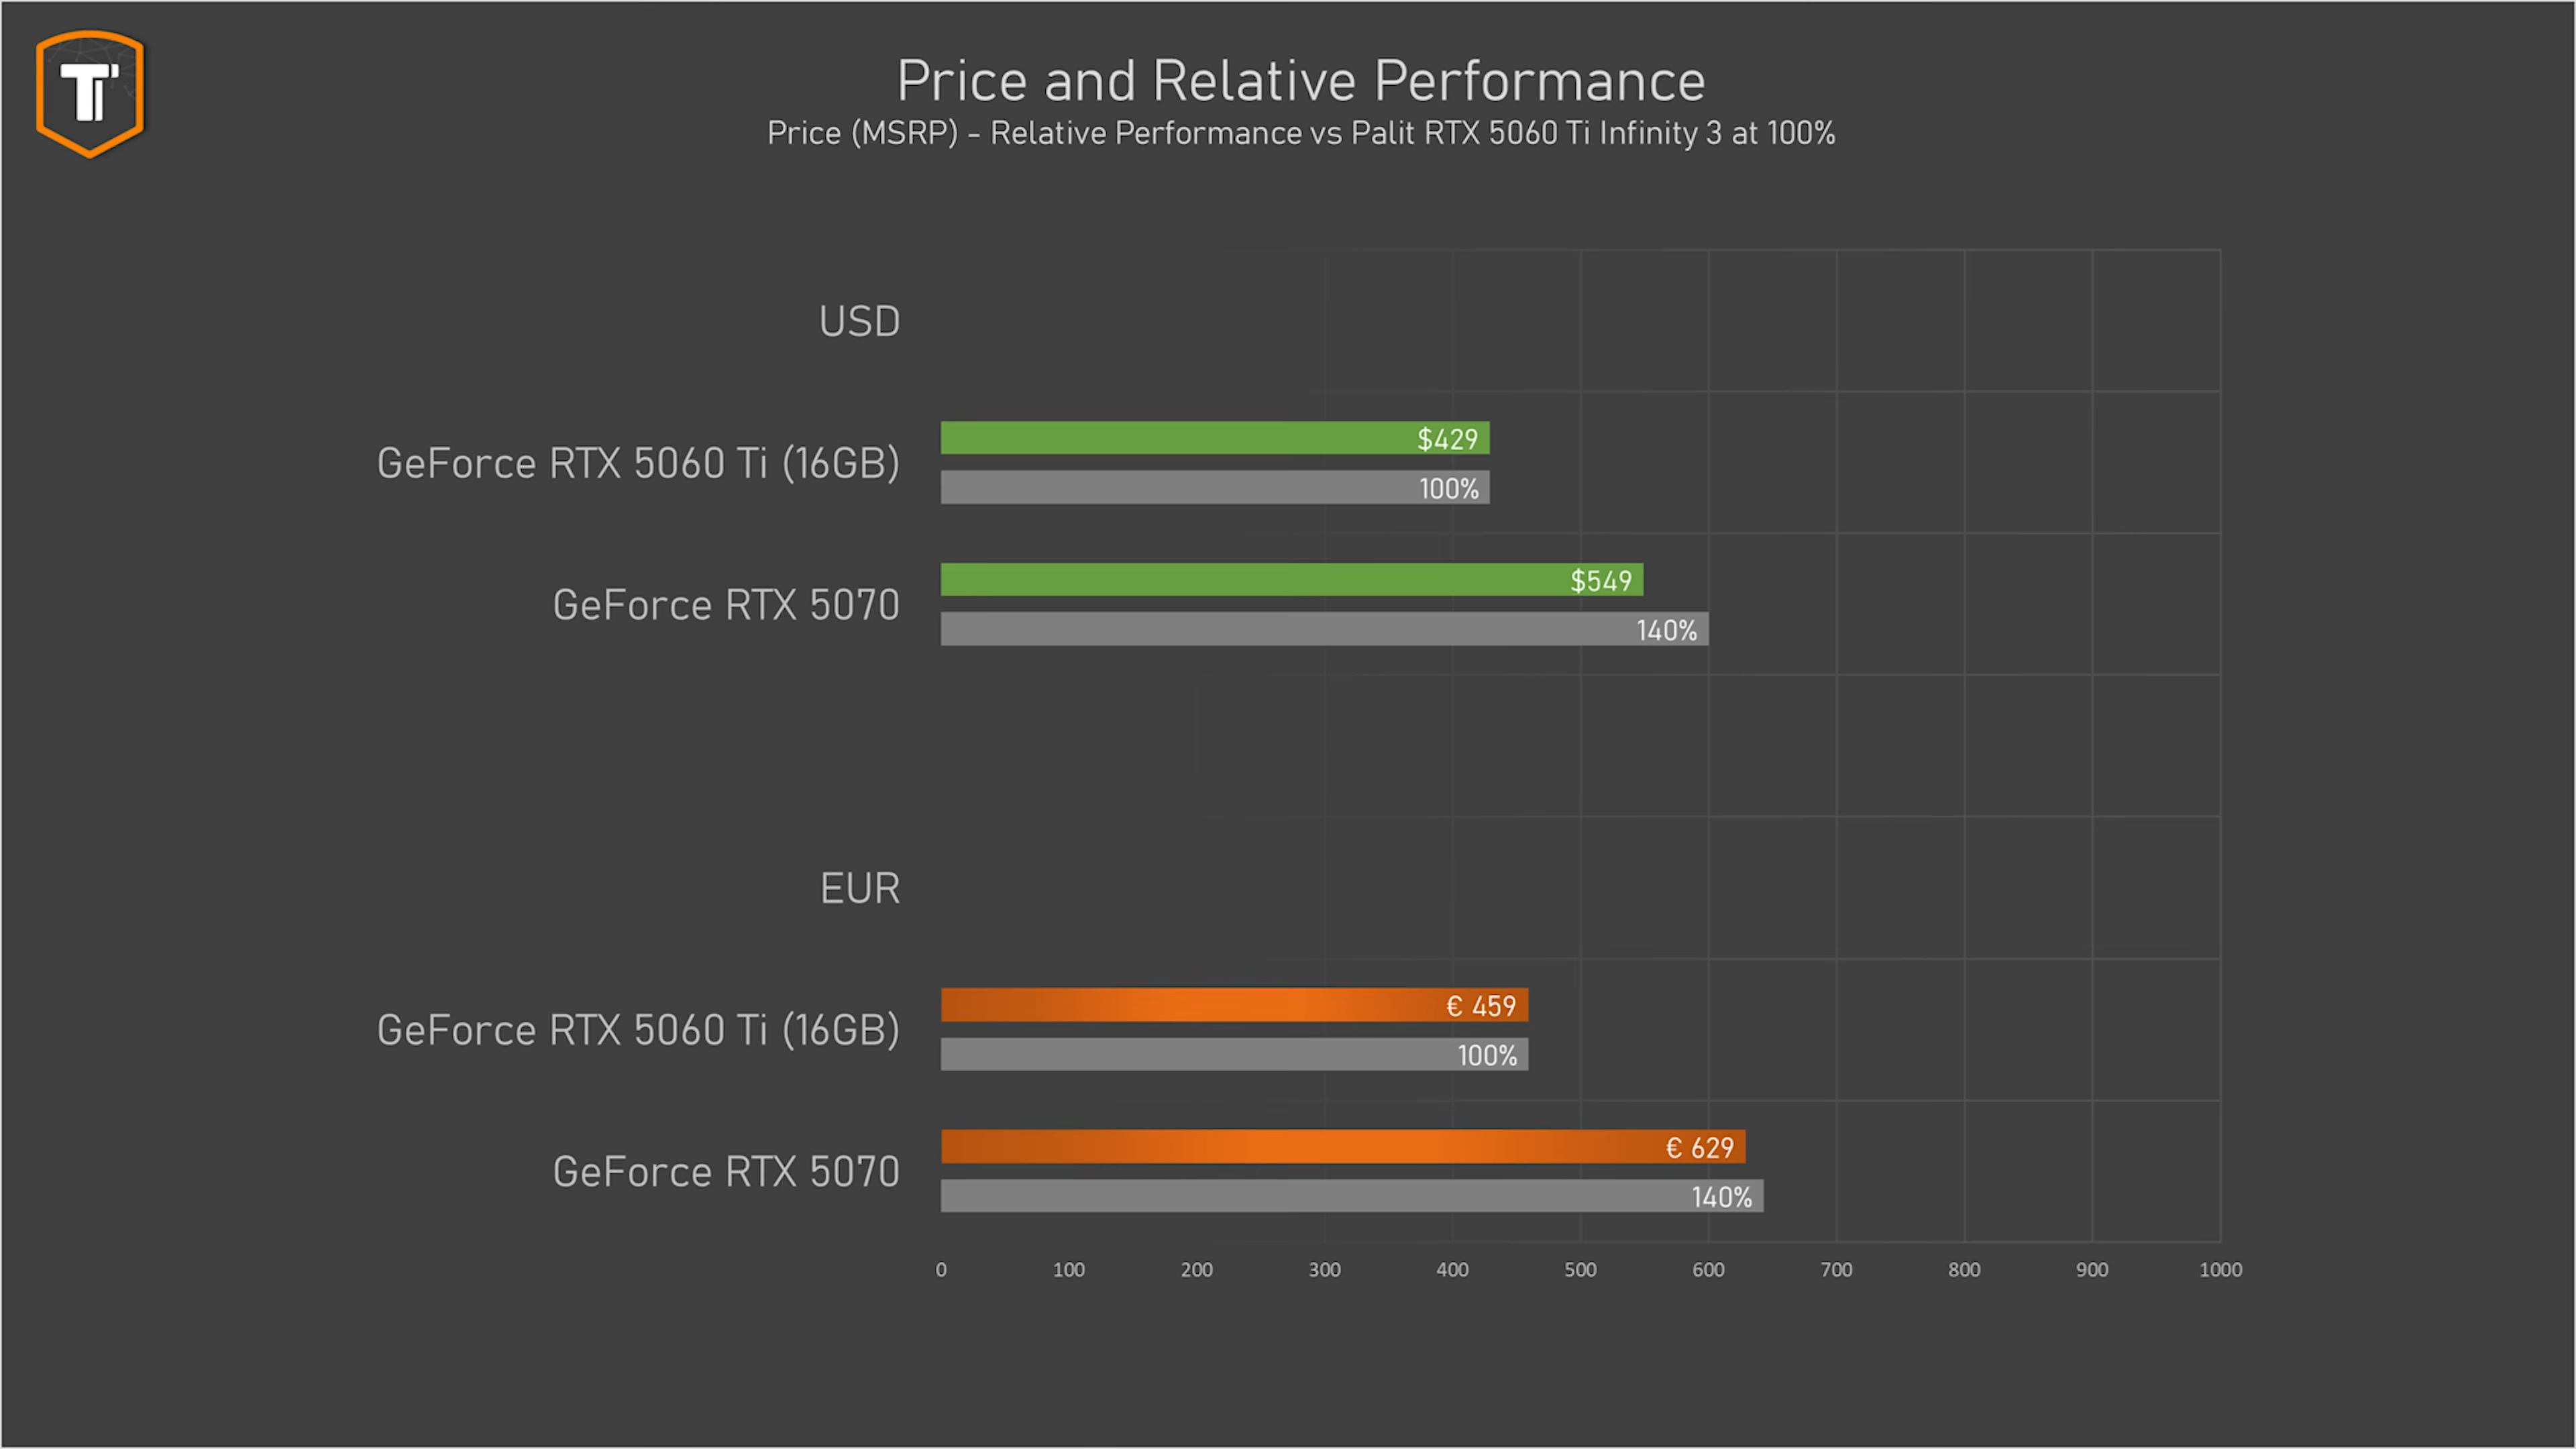 Ti
Price and Relative Performance
Price (MSRP) - Relative Performance vs Palit RTX 5060 Ti Infinity 3 at 100%
USD
GeForce RTX 5060 Ti (16GB)
$429
100%
GeForce RTX 5070
$549
140%
EUR
GeForce RTX 5060 Ti (16GB)
€ 459
100%
GeForce RTX 5070
€ 629
140%
0 100 200 300 400 500 600 700 800 900 1000